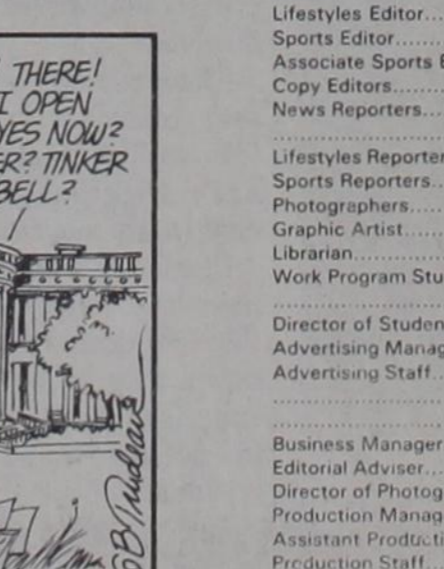 THERE!
I OPEN
YES NOW?
ER? TINKER
BELL?
GBTrudeau
Lifestyles Editor...
Sports Editor........
Associate Sports E
Copy Editors........
News Reporters...
........................
Lifestyles Reporter
Sports Reporters..
Photographers.....
Graphic Artist......
Librarian..............
Work Program Stu
........................
Director of Studen
Advertising Manag
Advertising Staff..
........................
........................
Business Manager
Editorial Adviser...
Director of Photog
Production Manag
Assistant Producti
Production Staff..